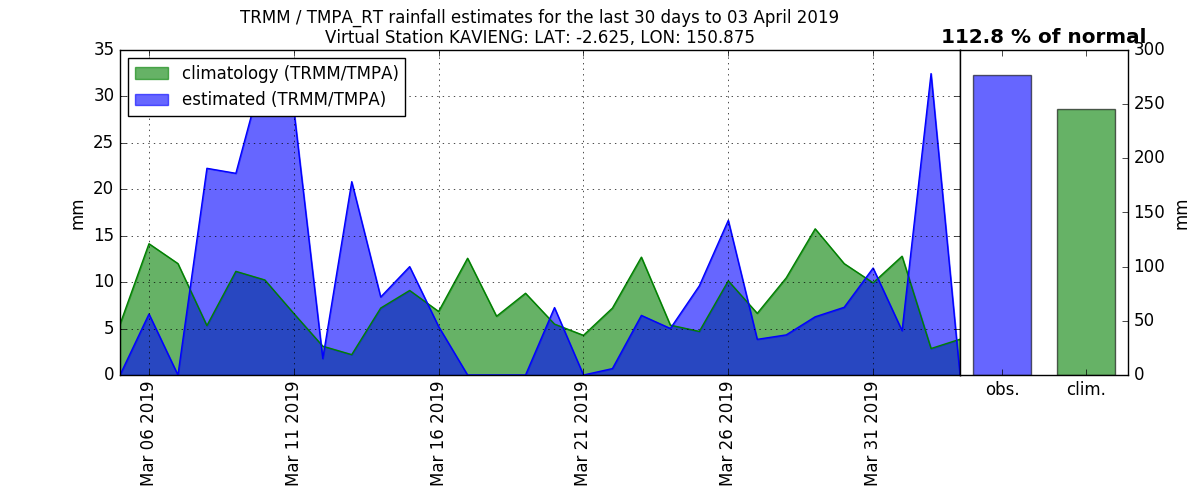 TRMM / TMPA_RT rainfall estimates for the last 30 days to 03 April 2019
Virtual Station KAVIENG: LAT: -2.625, LON: 150.875
112.8 % of normal
climatology (TRMM/TMPA)
estimated (TRMM/TMPA)
35
30
25
20
15
10
5
0
mm
Mar 06 2019
Mar 11 2019
Mar 16 2019
Mar 21 2019
Mar 26 2019
Mar 31 2019
obs.
clim.
300
250
200
150
100
50
0
mm